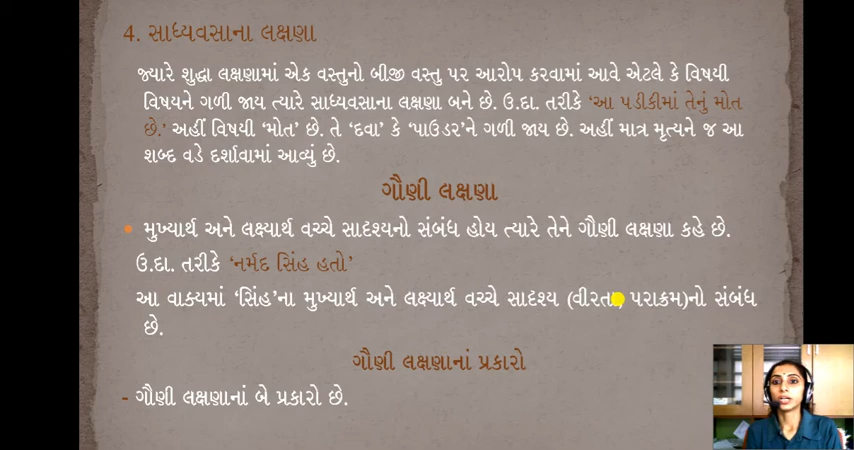 4. સાધ્યવસાના લક્ષણા
જ્યારે શુદ્ધા લક્ષણામાં એક વસ્તુનો બીજી વસ્તુ પર આરોપ કરવામાં આવે એટલે કે વિષયી
વિષયને ગળી જાય ત્યારે સાધ્યવસાના લક્ષણા બને છે. ઉ.દા. તરીકે ‘આ પડીકીમાં તેનું મોત
છે.’ અહીં વિષયી ‘મોત’ છે. તે ‘દવા’ કે ‘પાઉડર’ને ગળી જાય છે. અહીં માત્ર મૃત્યને જ આ
શબ્દ વડે દર્શાવામાં આવ્યું છે.
ગૌણી લક્ષણા
• મુખ્યાર્થ અને લક્ષ્યાર્થ વચ્ચે સાદૃશ્યનો સંબંધ હોય ત્યારે તેને ગૌણી લક્ષણા કહે છે.
ઉ.દા. તરીકે ‘નર્મદ સિંહ હતો’
આ વાક્યમાં ‘સિંહ’ના મુખ્યાર્થ અને લક્ષ્યાર્થ વચ્ચે સાદૃશ્ય (વીરતા, પરાક્રમ)નો સંબંધ
છે.
ગૌણી લક્ષણાનાં પ્રકારો
- ગૌણી લક્ષણાનાં બે પ્રકારો છે.